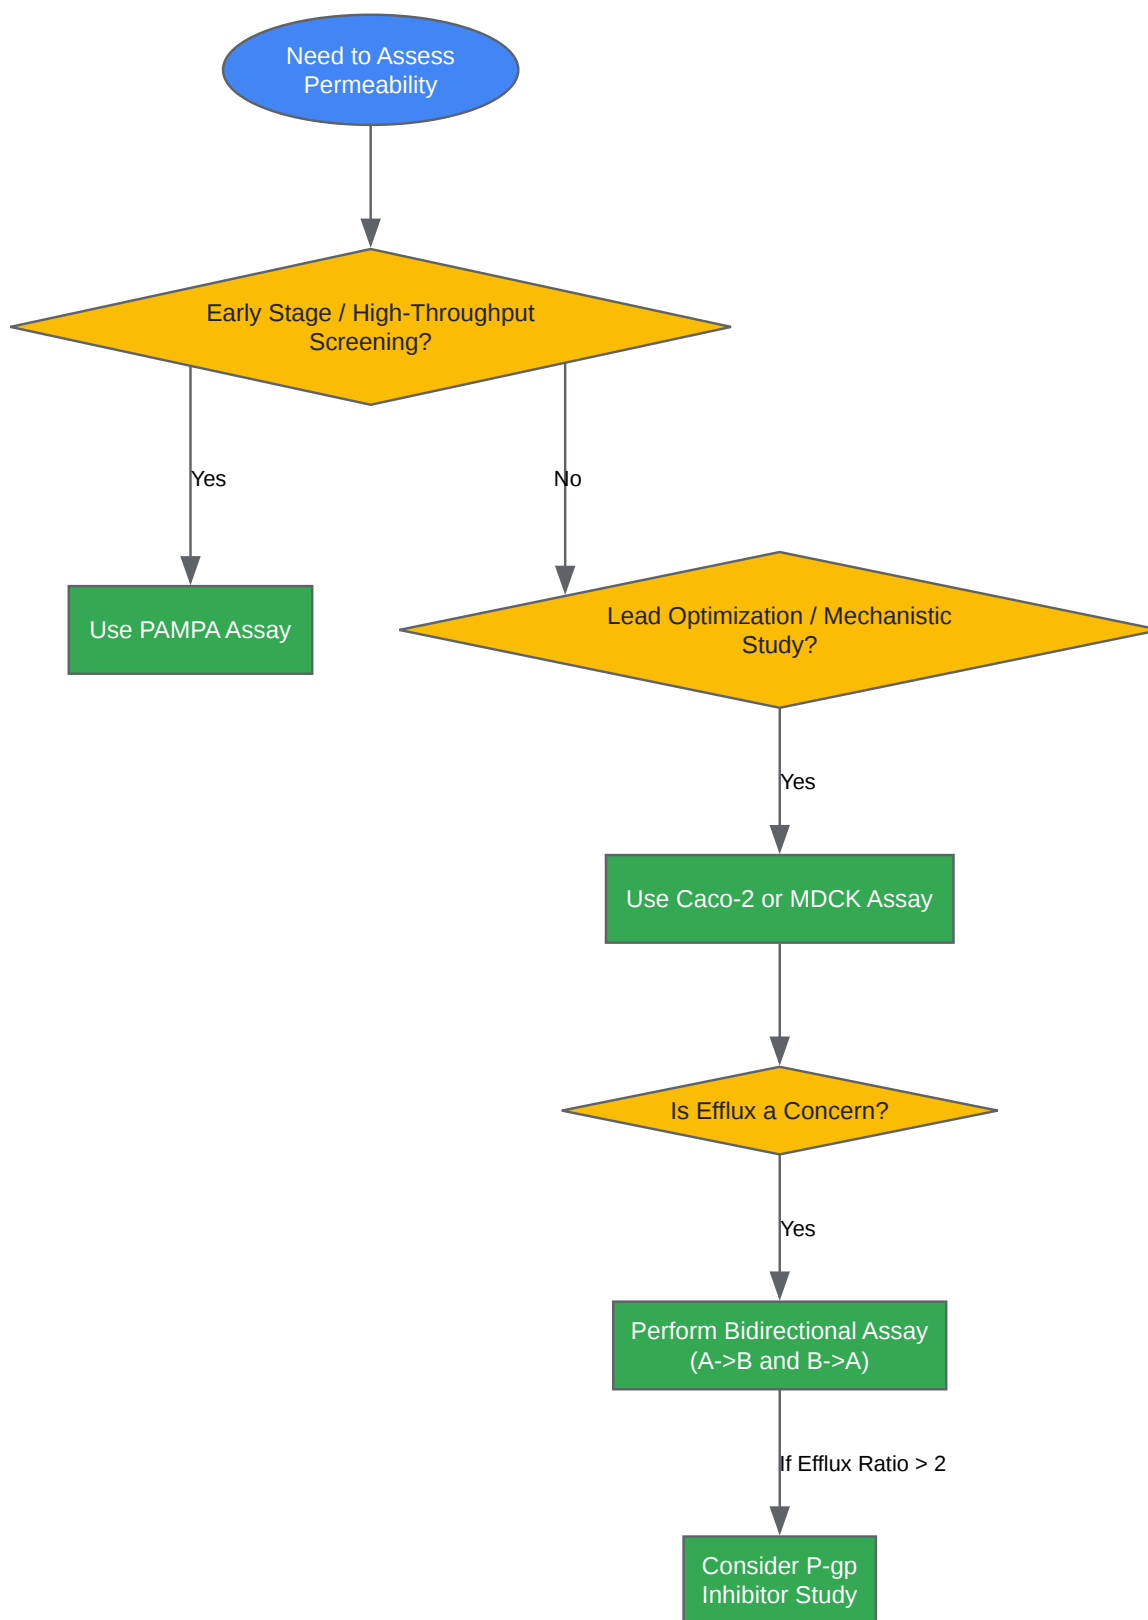 Need to Assess
Permeability
Early Stage / High-Throughput
Screening?
Yes
No
Use PAMPA Assay
Lead Optimization / Mechanistic
Study?
Yes
Use Caco-2 or MDCK Assay
Is Efflux a Concern?
Yes
Perform Bidirectional Assay
(A->B and B->A)
If Efflux Ratio > 2
Consider P-gp
Inhibitor Study